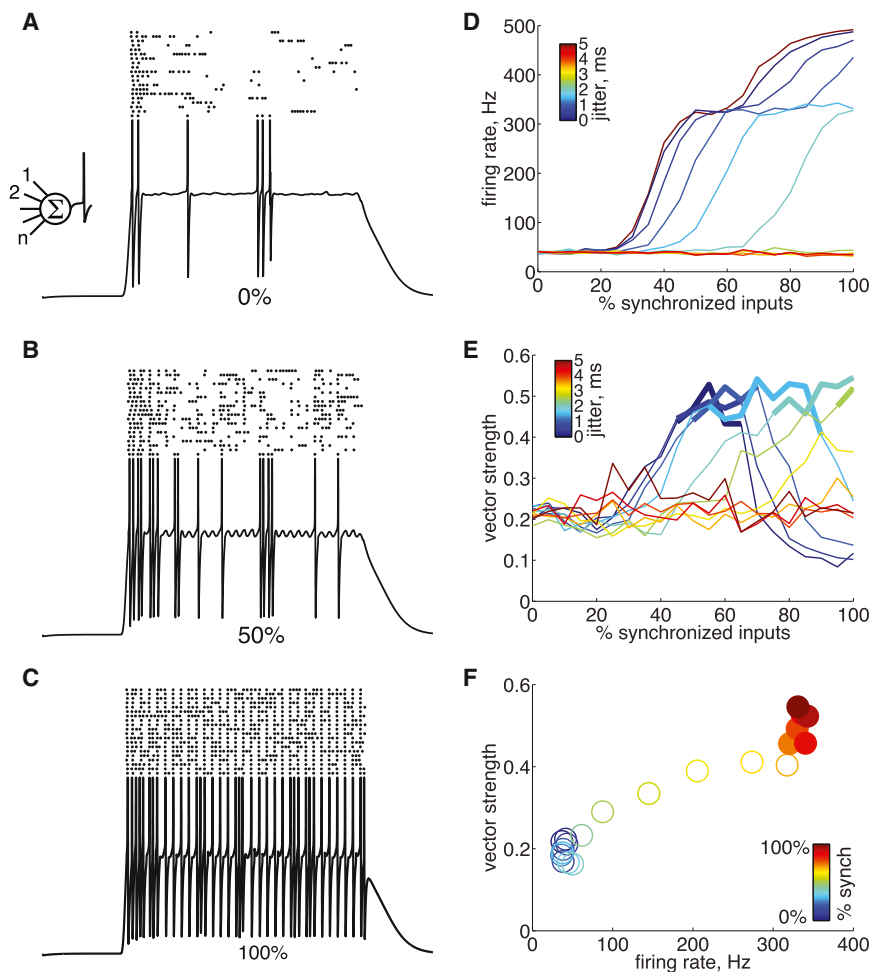 A
1
2
n
Σ
0%
B
50%
C
100%
D
firing rate, Hz
500
400
300
200
100
0
jitter, ms
5
4
3
2
1
0
0 20 40 60 80 100
% synchronized inputs
E
vector strength
0.6
0.5
0.4
0.3
0.2
0.1
0
jitter, ms
5
4
3
2
1
0
0 20 40 60 80 100
% synchronized inputs
F
vector strength
0.6
0.4
0.2
0
100%
0%
% synch
0 100 200 300 400
firing rate, Hz